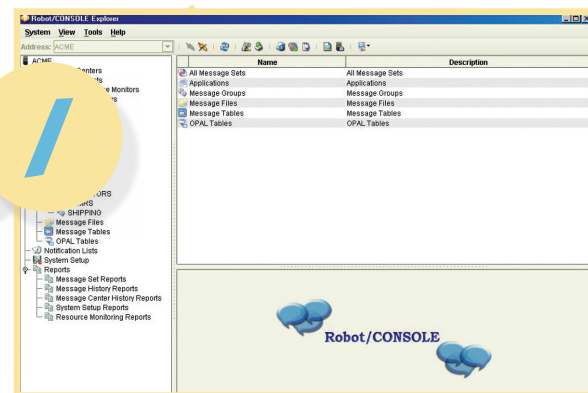 Robot/CONSOLE Explorer
System View Tools Help
Address: ACME
ACME
Monitors
SHIPPING
Message Files
Message Tables
OPAL Tables
Notification Lists
System Setup
Reports
Message Set Reports
Message History Reports
Message Center History Reports
System Setup Reports
Resource Monitoring Reports
Name Description
All Message Sets All Message Sets
Applications Applications
Message Groups Message Groups
Message Files Message Files
Message Tables Message Tables
OPAL Tables OPAL Tables
Robot/CONSOLE